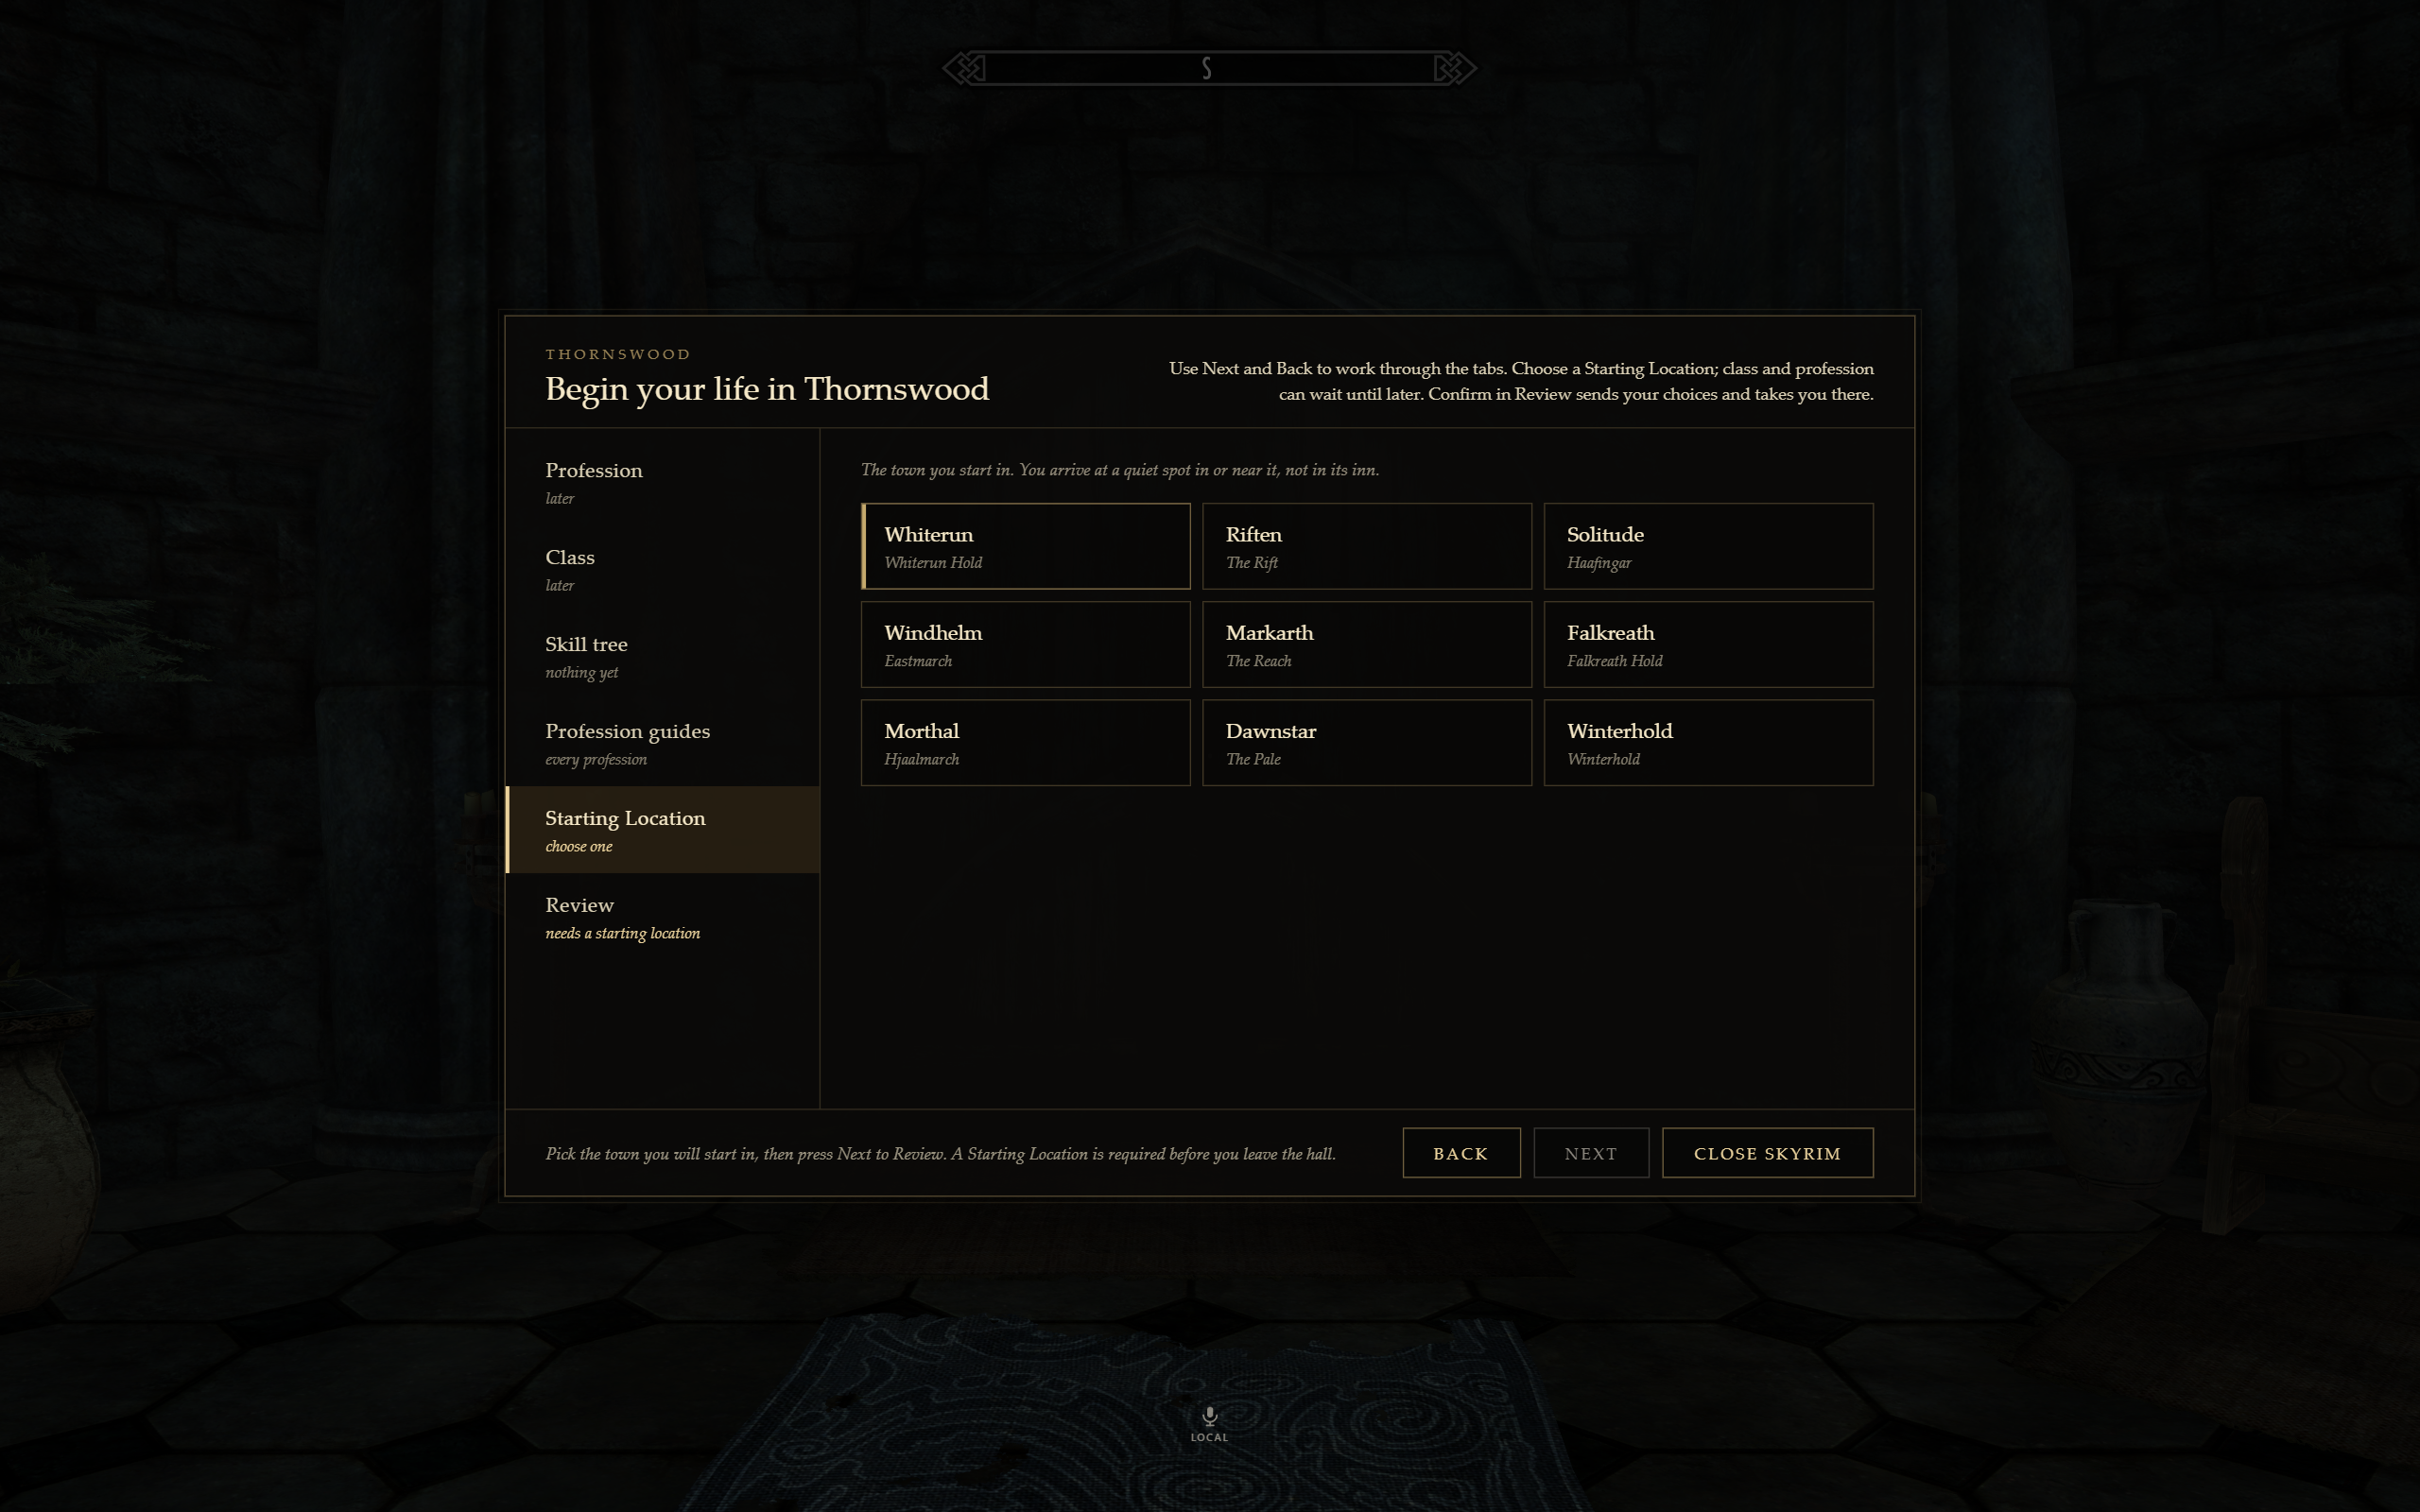 S
THORNSWOOD
Begin your life in Thornswood
Use Next and Back to work through the tabs. Choose a Starting Location; class and profession
can wait until later. Confirm in Review sends your choices and takes you there.
Profession
later
Class
later
Skill tree
nothing yet
Profession guides
every profession
Starting Location
choose one
Review
needs a starting location
The town you start in. You arrive at a quiet spot in or near it, not in its inn.
Whiterun
Whiterun Hold
Riften
The Rift
Solitude
Haafingar
Windhelm
Eastmarch
Markarth
The Reach
Falkreath
Falkreath Hold
Morthal
Hjaalmarch
Dawnstar
The Pale
Winterhold
Winterhold
Pick the town you will start in, then press Next to Review. A Starting Location is required before you leave the hall.
BACK
NEXT
CLOSE SKYRIM
LOCAL